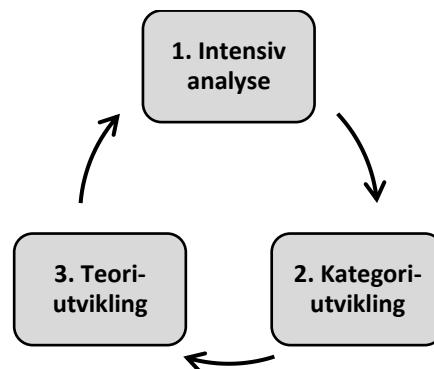 1. Intensiv
analyse
3. Teori-
utvikling
2. Kategori-
utvikling